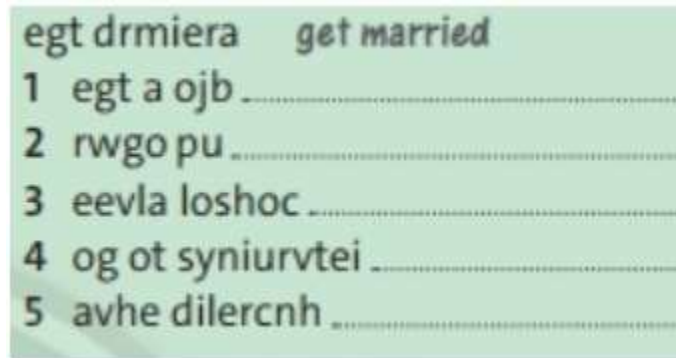 egt drmiera get married
1 egt a ojb
2 rwgo pu
3 eevla loshoc
4 og ot syniurvtei
5 avhe dilercnh